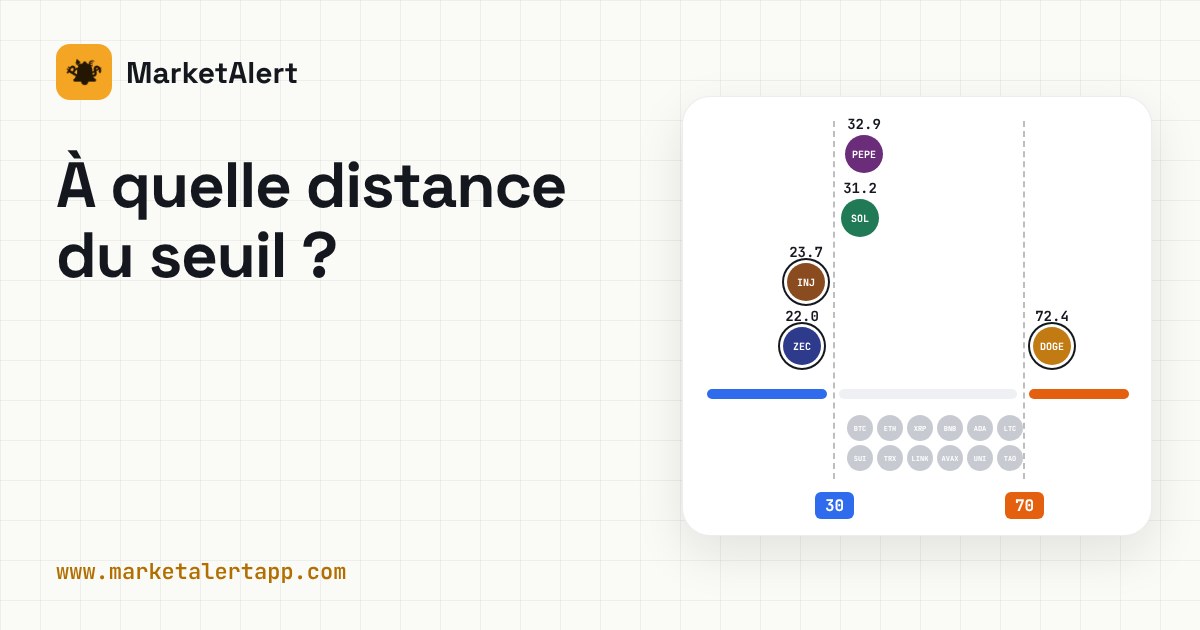 MarketAlert
À quelle distance
du seuil ?
www.marketalertapp.com
32.9
PEPE
31.2
SOL
23.7
INJ
22.0
ZEC
72.4
DOGE
BTC ETH XRP BNB ADA LTC
SUI TRX LINK AVAX UNI TAO
30
70